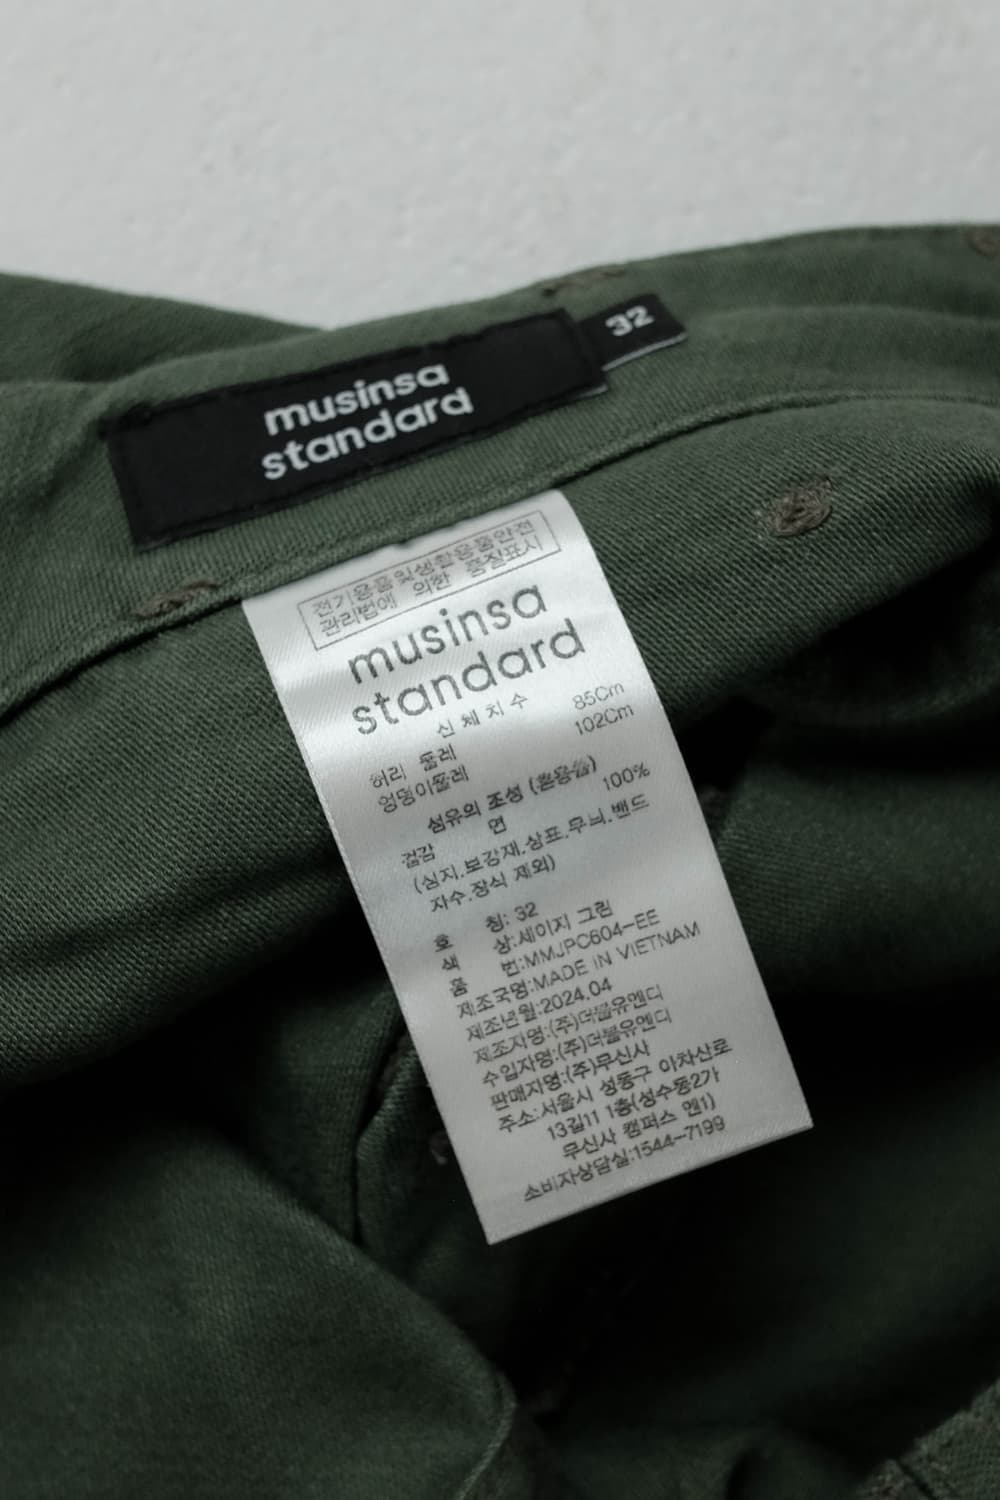 musinsa
standard
32
전기용품및생활용품안전
관리법에 의한 품질표시
musinsa
standard
신체치수
허리 둘레 85Cm
엉덩이둘레 102Cm
섬유의 조성 (혼용율)
겉감 면 100%
(심지,보강재,상표,무늬,밴드
자수,장식 제외)
호 칭: 32
색 상:세이지 그린
품 번:MMJPC604-EE
제조국명:MADE IN VIETNAM
제조년월:2024.04
제조자명:(주)더블유엔디
수입자명:(주)더블유엔디
판매자명:(주)무신사
주소:서울시 성동구 아차산로
13길11 1층(성수동2가
무신사 캠퍼스 엔1)
소비자상담실:1544-7199